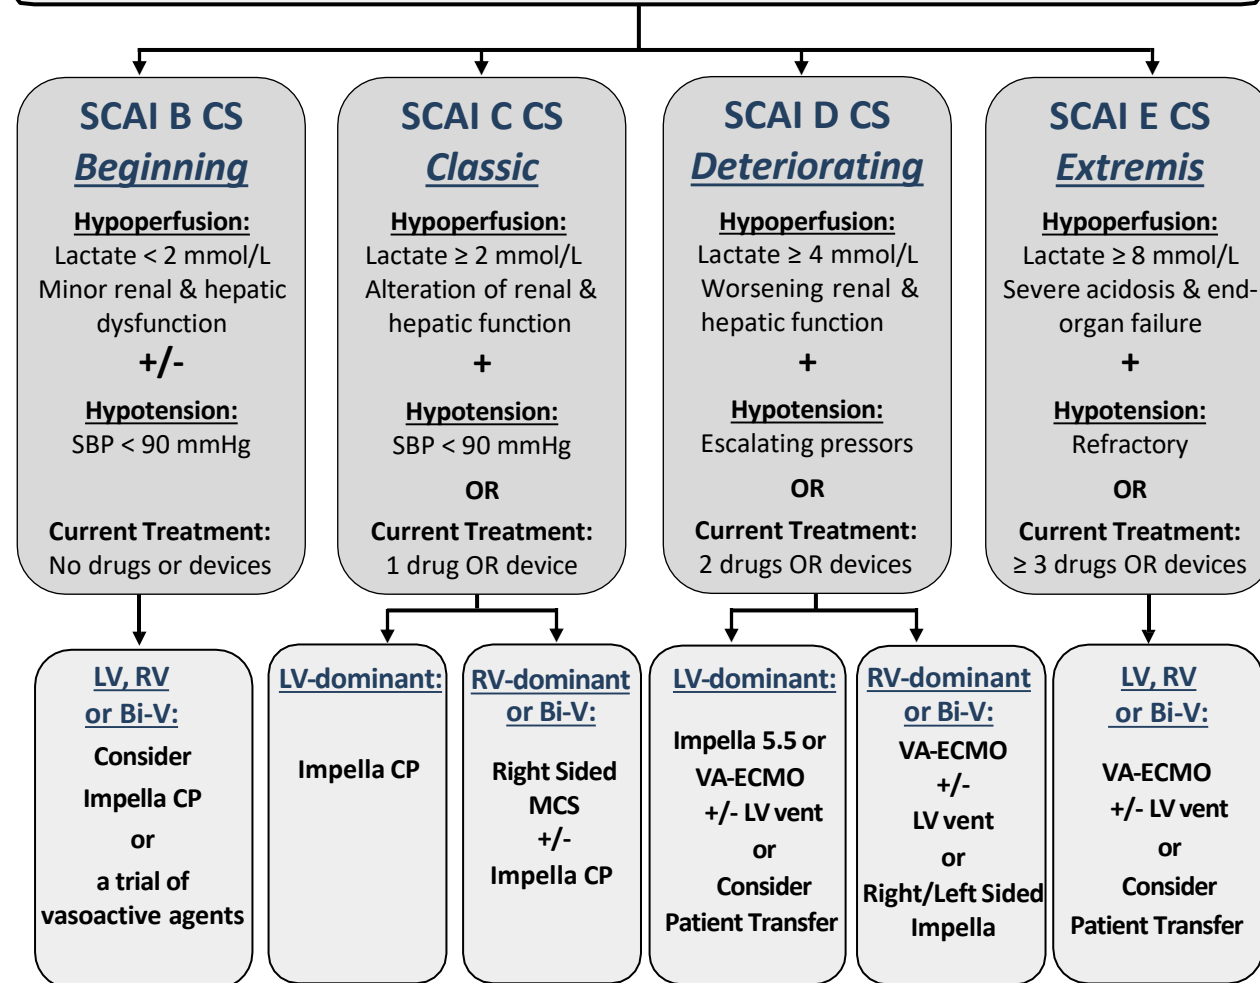 SCAI B CS
Beginning
Hypoperfusion:
Lactate < 2 mmol/L
Minor renal & hepatic
dysfunction
+/-
Hypotension:
SBP < 90 mmHg
Current Treatment:
No drugs or devices
SCAI C CS
Classic
Hypoperfusion:
Lactate ≥ 2 mmol/L
Alteration of renal &
hepatic function
+
Hypotension:
SBP < 90 mmHg
OR
Current Treatment:
1 drug OR device
SCAI D CS
Deteriorating
Hypoperfusion:
Lactate ≥ 4 mmol/L
Worsening renal &
hepatic function
+
Hypotension:
Escalating pressors
OR
Current Treatment:
2 drugs OR devices
SCAI E CS
Extremis
Hypoperfusion:
Lactate ≥ 8 mmol/L
Severe acidosis & end-
organ failure
+
Hypotension:
Refractory
OR
Current Treatment:
≥ 3 drugs OR devices
LV, RV
or Bi-V:
Consider
Impella CP
or
a trial of
vasoactive agents
LV-dominant:
Impella CP
RV-dominant
or Bi-V:
Right Sided
MCS
+/-
Impella CP
LV-dominant:
Impella 5.5 or
VA-ECMO
+/- LV vent
or
Consider
Patient Transfer
RV-dominant
or Bi-V:
VA-ECMO
+/-
LV vent
or
Right/Left Sided
Impella
LV, RV
or Bi-V:
VA-ECMO
+/- LV vent
or
Consider
Patient Transfer